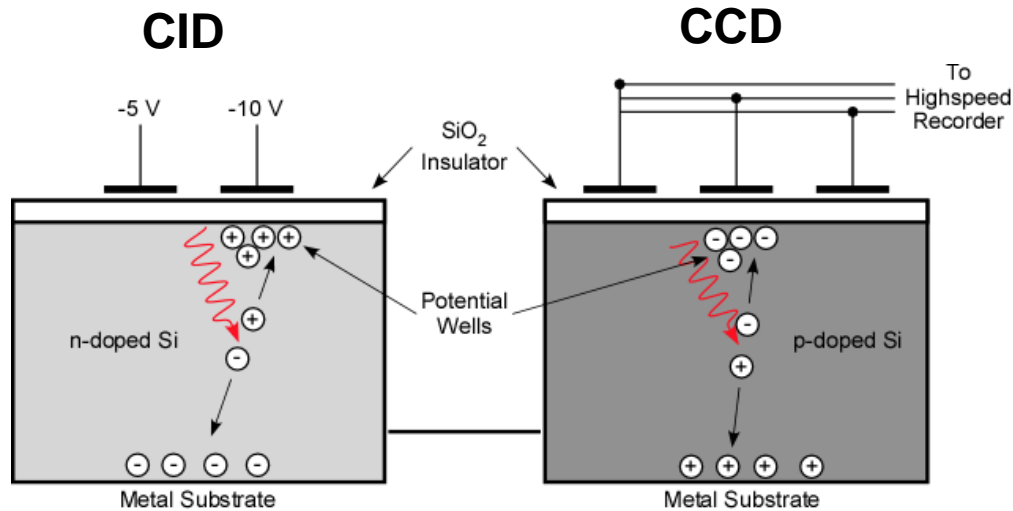 CID
CCD
-5 V
-10 V
SiO₂
Insulator
To
Highspeed
Recorder
+ + +
+
- - -
-
Potential
Wells
+
-
n-doped Si
-
+
p-doped Si
- - - -
+ + + +
Metal Substrate
Metal Substrate